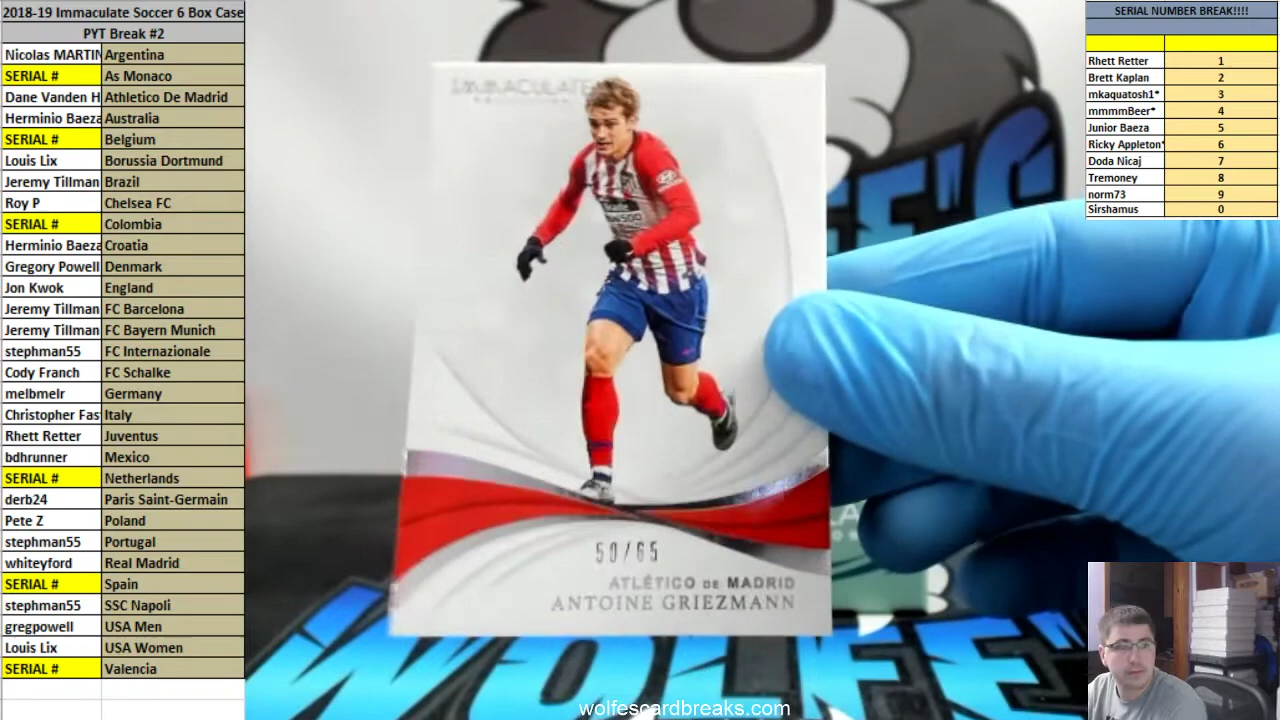 2018-19 Immaculate Soccer 6 Box Case
PYT Break #2
Nicolas MARTIN Argentina
SERIAL # As Monaco
Dane Vanden H Athletico De Madrid
Herminio Baeza Australia
SERIAL # Belgium
Louis Lix Borussia Dortmund
Jeremy Tillman Brazil
Roy P Chelsea FC
SERIAL # Colombia
Herminio Baeza Croatia
Gregory Powell Denmark
Jon Kwok England
Jeremy Tillman FC Barcelona
Jeremy Tillman FC Bayern Munich
stephman55 FC Internazionale
Cody Franch FC Schalke
melbmelr Germany
Christopher Fas Italy
Rhett Retter Juventus
bdhrunner Mexico
SERIAL # Netherlands
derb24 Paris Saint-Germain
Pete Z Poland
stephman55 Portugal
whiteyford Real Madrid
SERIAL # Spain
stephman55 SSC Napoli
gregpowell USA Men
Louis Lix USA Women
SERIAL # Valencia
IMMACULATE
50/65
ATLÉTICO DE MADRID
ANTOINE GRIEZMANN
WOLFE'S
wolfescardbreaks.com
SERIAL NUMBER BREAK!!!!
Rhett Retter 1
Brett Kaplan 2
mkaquatosh1* 3
mmmmBeer* 4
Junior Baeza 5
Ricky Appleton* 6
Doda Nicaj 7
Tremoney 8
norm73 9
Sirshamus 0